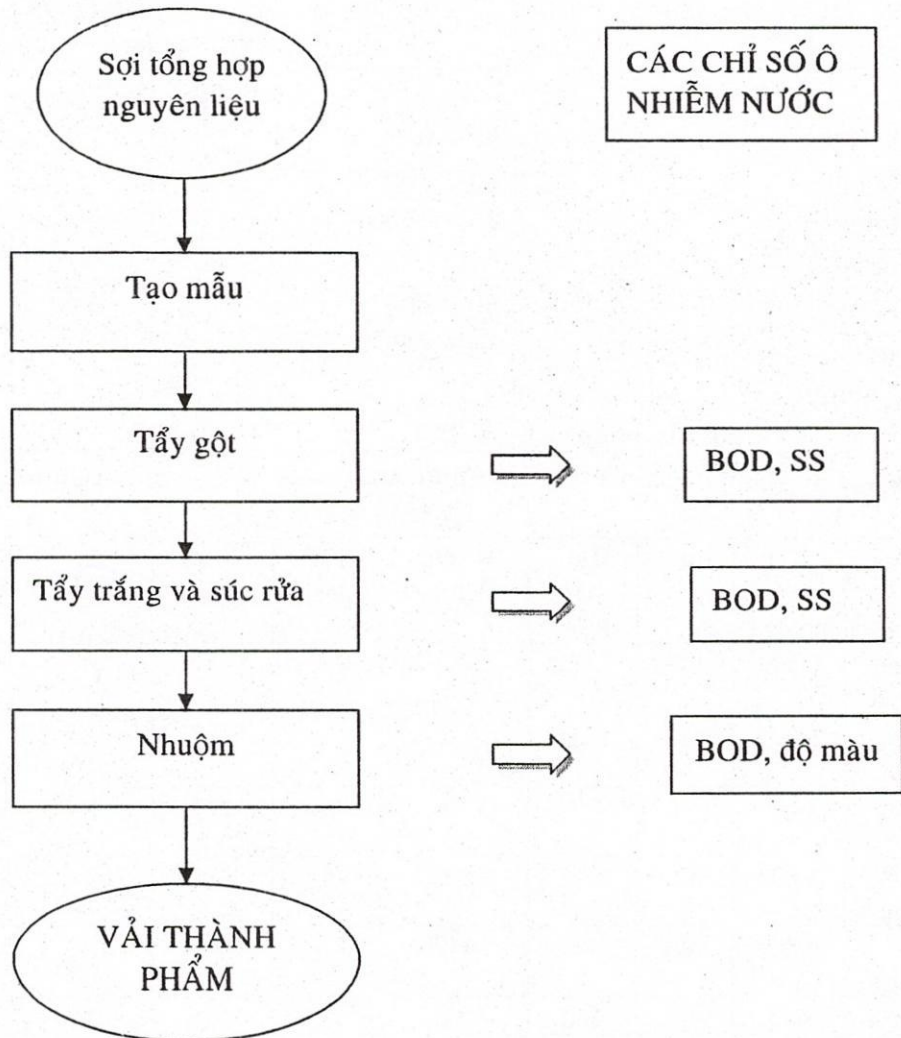 Sợi tổng hợp
nguyên liệu
CÁC CHỈ SỐ Ô
NHIỄM NƯỚC
Tạo mẫu
Tẩy gột
BOD, SS
Tẩy trắng và súc rửa
BOD, SS
Nhuộm
BOD, độ màu
VẢI THÀNH
PHẨM